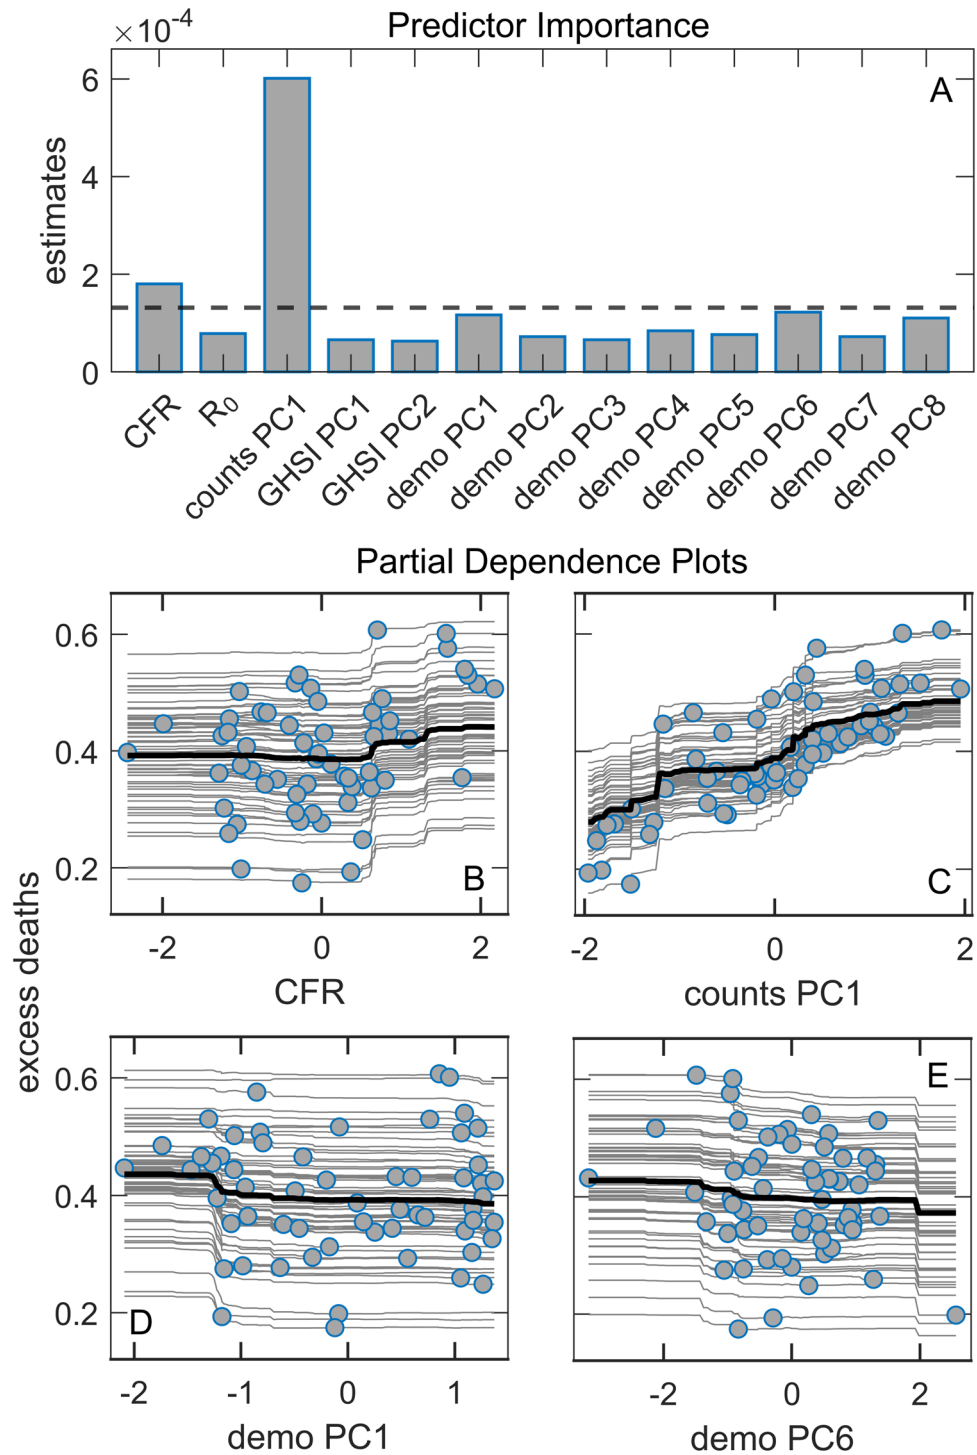 Predictor Importance
×10⁻⁴
A
6
4
2
0
estimates
CFR
R₀
counts PC1
GHSI PC1
GHSI PC2
demo PC1
demo PC2
demo PC3
demo PC4
demo PC5
demo PC6
demo PC7
demo PC8
Partial Dependence Plots
excess deaths
0.6
0.4
0.2
B
-2 0 2
CFR
C
-2 0 2
counts PC1
0.6
0.4
0.2
D
-2 -1 0 1
demo PC1
E
-2 0 2
demo PC6